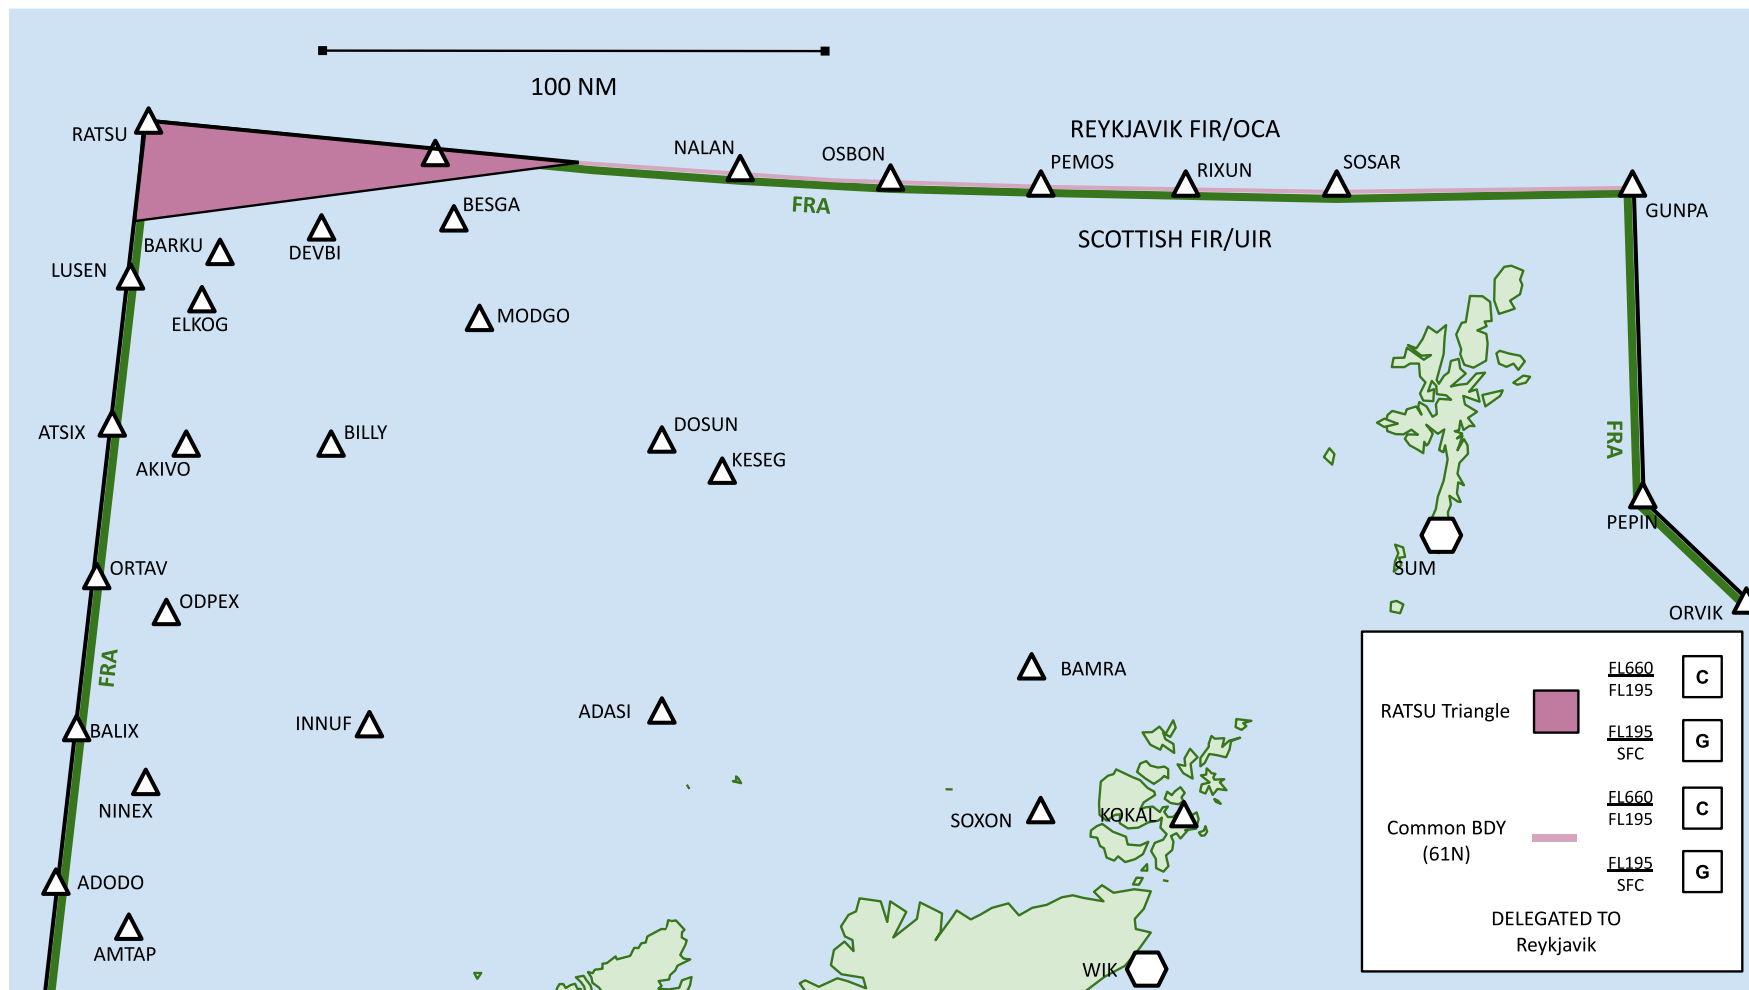 100 NM
RATSU
REYKJAVIK FIR/OCA
NALAN
OSBON
PEMOS
RIXUN
SOSAR
GUNPA
FRA
SCOTTISH FIR/UIR
BESGA
BARKU
DEVBI
LUSEN
ELKOG
MODGO
ATSIX
AKIVO
BILLY
DOSUN
KESEG
FRA
PEPIN
SUM
ORTAV
ODPEX
ORVIK
FRA
BAMRA
BALIX
INNUF
ADASI
NINEX
SOXON
KOKAL
ADODO
AMTAP
WIK
RATSU Triangle
FL660
FL195
C
FL195
SFC
G
Common BDY
(61N)
FL660
FL195
C
FL195
SFC
G
DELEGATED TO
Reykjavik